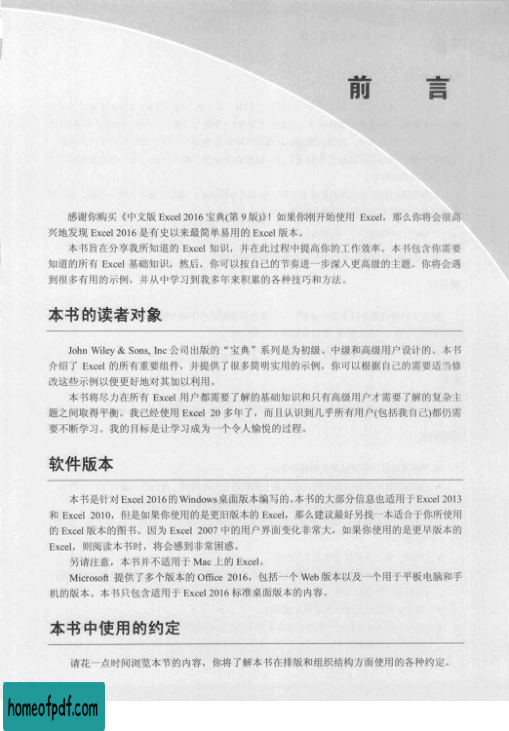 前 言
感谢你购买《中文版 Excel 2016 宝典(第 9 版)》！如果你刚开始使用 Excel，那么你将会很高
兴地发现 Excel 2016 是有史以来最简单易用的 Excel 版本。
本书旨在分享我所知道的 Excel 知识，并在此过程中提高你的工作效率。本书包含你需要
知道的所有 Excel 基础知识，然后，你可以按自己的节奏进一步深入更高级的主题。你将会遇
到很多有用的示例，并从中学习到我多年来积累的各种技巧和方法。
本书的读者对象
John Wiley & Sons, Inc 公司出版的“宝典”系列是为初级、中级和高级用户设计的。本书
介绍了 Excel 的所有重要组件，并提供了很多简明实用的示例，你可以根据自己的需要适当修
改这些示例以便更好地对其加以利用。
本书将尽力在所有 Excel 用户都需要了解的基础知识和只有高级用户才需要了解的复杂主
题之间取得平衡。我已经使用 Excel 20 多年了，而且认识到几乎所有用户(包括我自己)都仍需
要不断学习。我的目标是让学习成为一个令人愉悦的过程。
软件版本
本书是针对 Excel 2016 的 Windows 桌面版本编写的。本书的大部分信息也适用于 Excel 2013
和 Excel 2010，但是如果你使用的是更旧版本的 Excel，那么建议最好另找一本适合于你所使用
的 Excel 版本的图书。因为 Excel 2007 中的用户界面变化非常大，如果你使用的是更早版本的
Excel，则阅读本书时，将会感到非常困惑。
另请注意，本书并不适用于 Mac 上的 Excel。
Microsoft 提供了多个版本的 Office 2016，包括一个 Web 版本以及一个用于平板电脑和手
机的版本。本书只包含适用于 Excel 2016 标准桌面版本的内容。
本书中使用的约定
请花一点时间浏览本节的内容，你将了解本书在排版和组织结构方面使用的各种约定。
homeofpdf.com